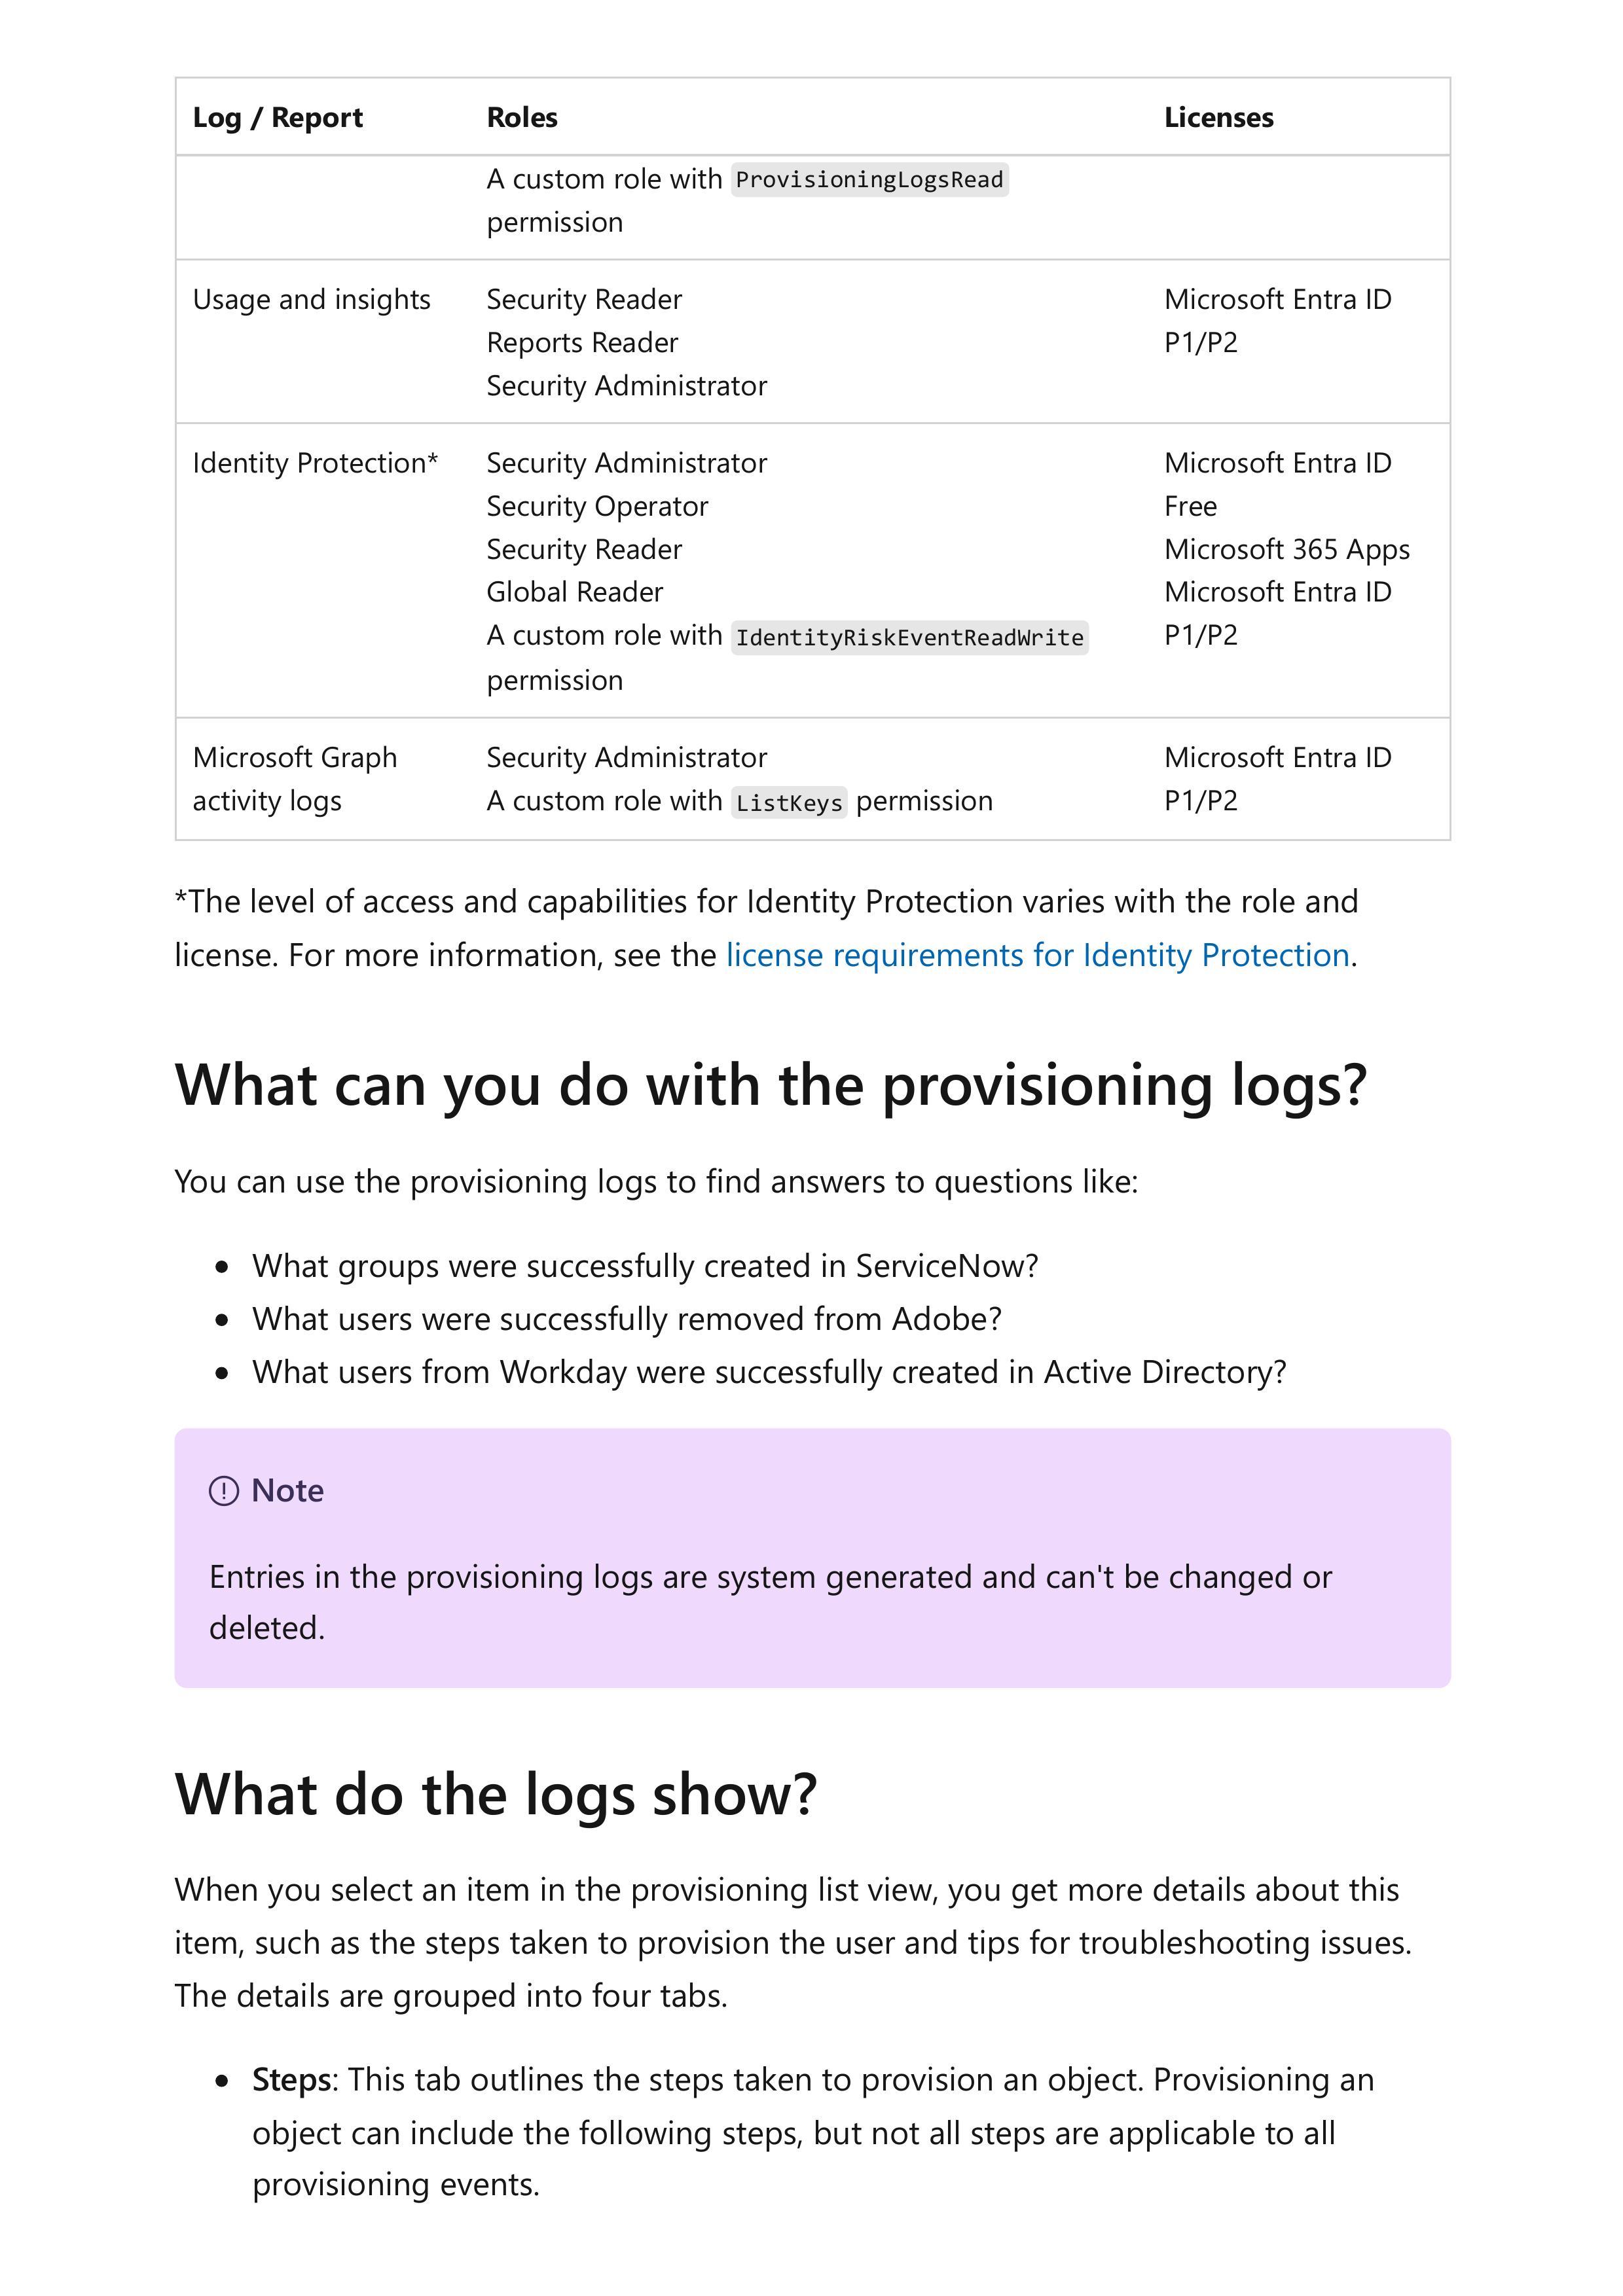 Log / Report Roles Licenses
A custom role with ProvisioningLogsRead
permission
Usage and insights Security Reader Microsoft Entra ID
Reports Reader P1/P2
Security Administrator
Identity Protection* Security Administrator Microsoft Entra ID
Security Operator Free
Security Reader Microsoft 365 Apps
Global Reader Microsoft Entra ID
A custom role with IdentityRiskEventReadWrite P1/P2
permission
Microsoft Graph Security Administrator Microsoft Entra ID
activity logs A custom role with ListKeys permission P1/P2
*The level of access and capabilities for Identity Protection varies with the role and
license. For more information, see the license requirements for Identity Protection.
What can you do with the provisioning logs?
You can use the provisioning logs to find answers to questions like:
• What groups were successfully created in ServiceNow?
• What users were successfully removed from Adobe?
• What users from Workday were successfully created in Active Directory?
Note
Entries in the provisioning logs are system generated and can't be changed or
deleted.
What do the logs show?
When you select an item in the provisioning list view, you get more details about this
item, such as the steps taken to provision the user and tips for troubleshooting issues.
The details are grouped into four tabs.
• Steps: This tab outlines the steps taken to provision an object. Provisioning an
object can include the following steps, but not all steps are applicable to all
provisioning events.